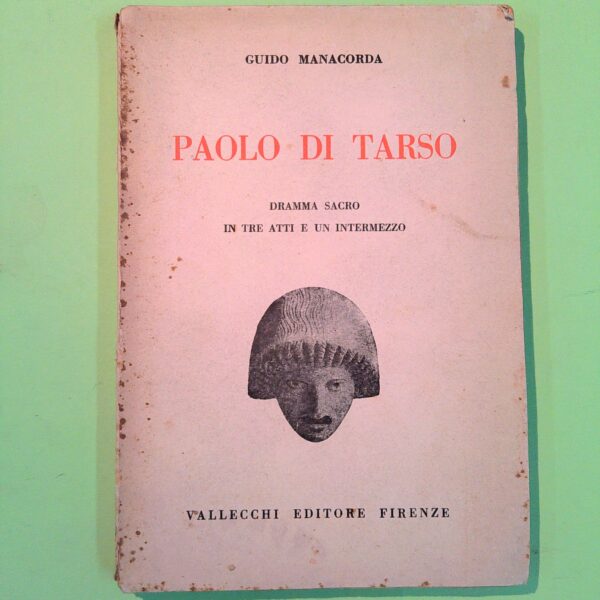 GUIDO MANACORDA
PAOLO DI TARSO
DRAMMA SACRO
IN TRE ATTI E UN INTERMEZZO
VALLECCHI EDITORE FIRENZE